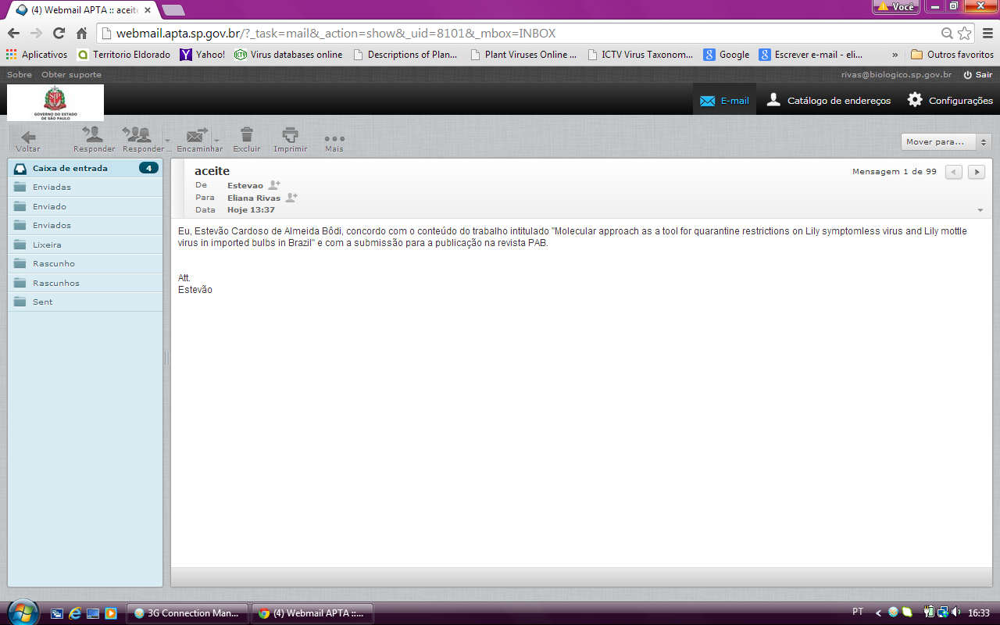 (4) Webmail APTA :: aceite
Você
webmail.apta.sp.gov.br/?_task=mail&_action=show&_uid=8101&_mbox=INBOX
Aplicativos Territorio Eldorado Yahoo! Virus databases online Descriptions of Plan... Plant Viruses Online ... ICTV Virus Taxonom... Google Escrever e-mail - eli... » Outros favoritos
Sobre Obter suporte rivas@biologico.sp.gov.br Sair
GOVERNO DO ESTADO
DE SÃO PAULO
E-mail Catálogo de endereços Configurações
Voltar Responder Responder ... Encaminhar Excluir Imprimir Mais
Mover para...
Caixa de entrada 4
Enviadas
Enviado
Enviados
Lixeira
Rascunho
Rascunhos
Sent
aceite
Mensagem 1 de 99
De Estevao
Para Eliana Rivas
Data Hoje 13:37
Eu, Estevão Cardoso de Almeida Bôdi, concordo com o conteúdo do trabalho intitulado "Molecular approach as a tool for quarantine restrictions on Lily symptomless virus and Lily mottle
virus in imported bulbs in Brazil" e com a submissão para a publicação na revista PAB.
Att.
Estevão
3G Connection Man... (4) Webmail APTA ::... PT 16:33